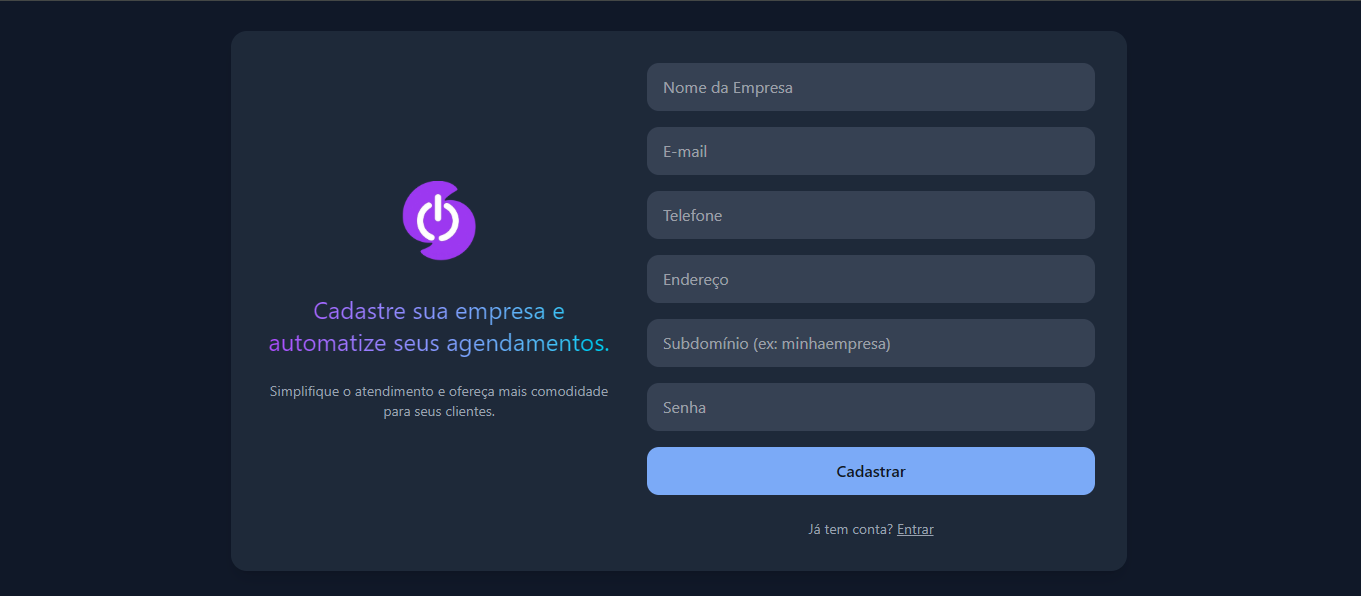 Cadastre sua empresa e
automatize seus agendamentos.
Simplifique o atendimento e ofereça mais comodidade
para seus clientes.
Nome da Empresa
E-mail
Telefone
Endereço
Subdomínio (ex: minhaempresa)
Senha
Cadastrar
Já tem conta? Entrar